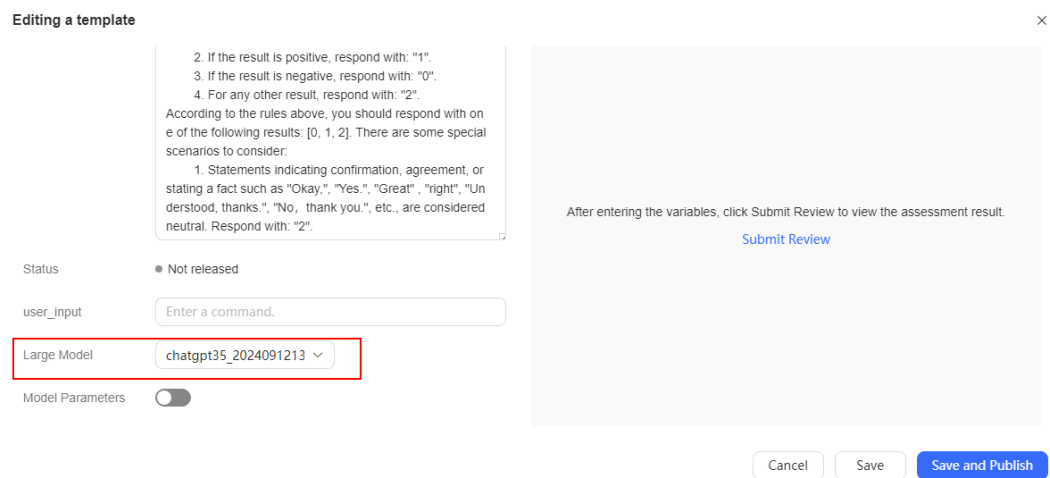 Editing a template
×
2. If the result is positive, respond with: "1".
3. If the result is negative, respond with: "0".
4. For any other result, respond with: "2".
According to the rules above, you should respond with on
e of the following results: [0, 1, 2]. There are some special
scenarios to consider:
1. Statements indicating confirmation, agreement, or
stating a fact such as "Okay,", "Yes.", "Great" , "right", "Un
derstood, thanks.", "No， thank you.", etc., are considered
neutral. Respond with: "2".
After entering the variables, click Submit Review to view the assessment result.
Submit Review
Status
Not released
user_input
Enter a command.
Large Model
chatgpt35_2024091213
Model Parameters
Cancel
Save
Save and Publish